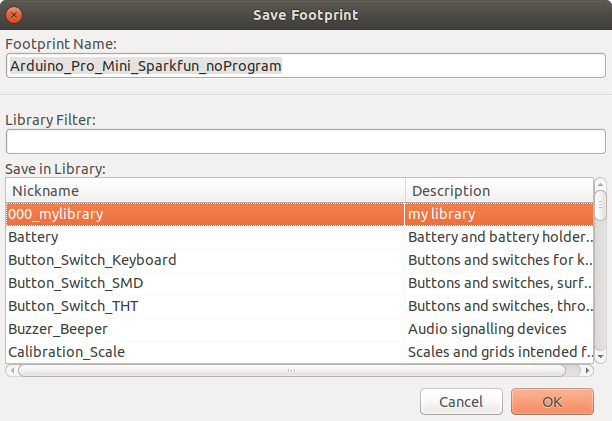 Save Footprint
Footprint Name:
Arduino_Pro_Mini_Sparkfun_noProgram
Library Filter:
Save in Library:
Nickname Description
000_mylibrary my library
Battery Battery and battery holder...
Button_Switch_Keyboard Buttons and switches for k...
Button_Switch_SMD Buttons and switches, surf...
Button_Switch_THT Buttons and switches, thro...
Buzzer_Beeper Audio signalling devices
Calibration_Scale Scales and grids intended f...
Cancel OK